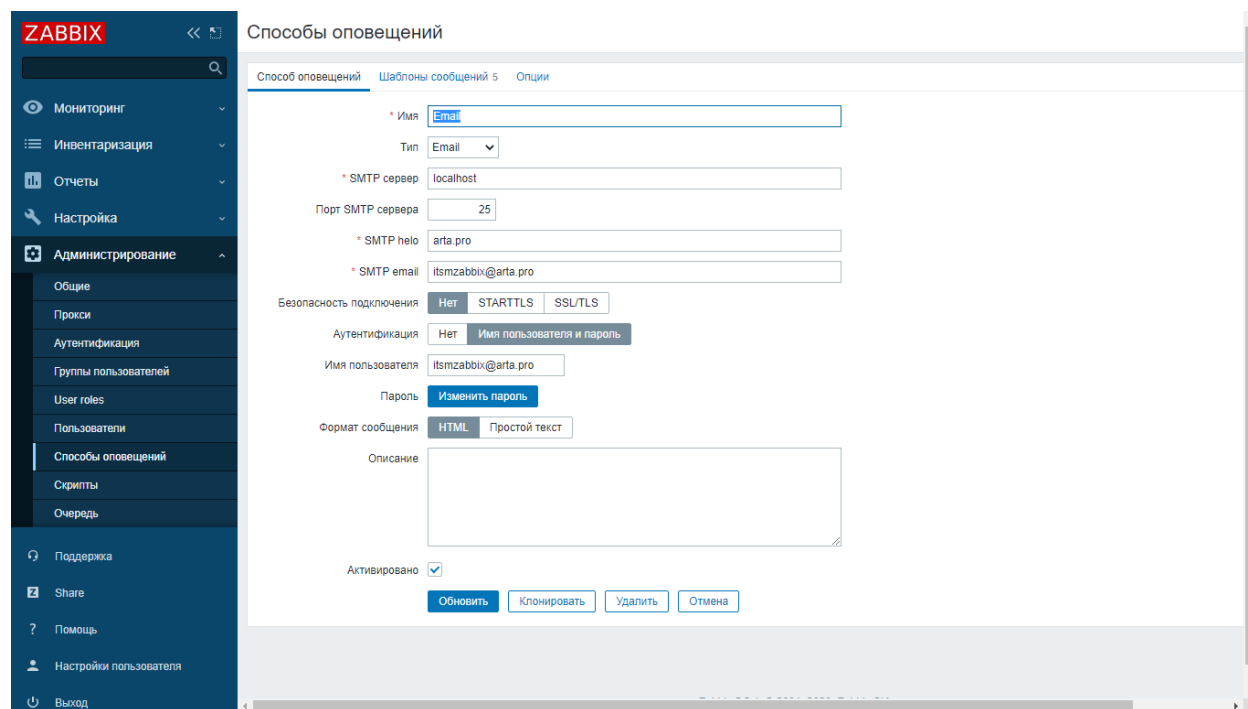 ZABBIX
Мониторинг
Инвентаризация
Отчеты
Настройка
Администрирование
Общие
Прокси
Аутентификация
Группы пользователей
User roles
Пользователи
Способы оповещений
Скрипты
Очередь
Поддержка
Share
Помощь
Настройки пользователя
Выход
Способы оповещений
Способ оповещений Шаблоны сообщений 5 Опции
* Имя Email
Тип Email
* SMTP сервер localhost
Порт SMTP сервера 25
* SMTP helo arta.pro
* SMTP email itsmzabbix@arta.pro
Безопасность подключения Нет STARTTLS SSL/TLS
Аутентификация Нет Имя пользователя и пароль
Имя пользователя itsmzabbix@arta.pro
Пароль Изменить пароль
Формат сообщения HTML Простой текст
Описание
Активировано
Обновить Клонировать Удалить Отмена